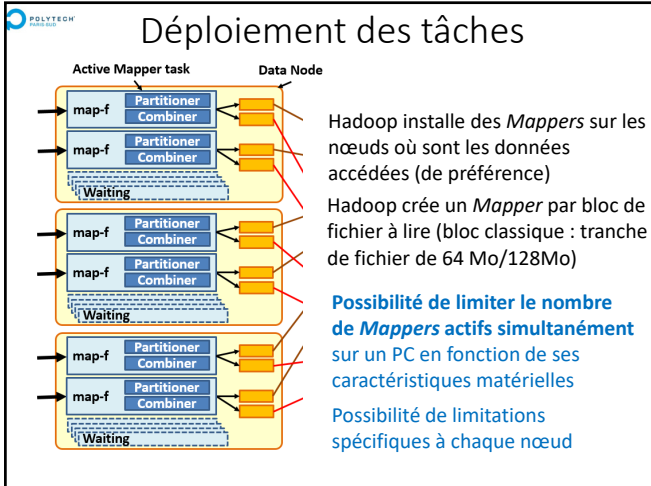 POLYTECH'
PARIS-SUD
Déploiement des tâches
Active Mapper task
Data Node
map-f
Partitioner
Combiner
map-f
Partitioner
Combiner
Waiting
map-f
Partitioner
Combiner
map-f
Partitioner
Combiner
Waiting
map-f
Partitioner
Combiner
map-f
Partitioner
Combiner
Waiting
Hadoop installe des Mappers sur les
nœuds où sont les données
accédées (de préférence)
Hadoop crée un Mapper par bloc de
fichier à lire (bloc classique : tranche
de fichier de 64 Mo/128Mo)
Possibilité de limiter le nombre
de Mappers actifs simultanément
sur un PC en fonction de ses
caractéristiques matérielles
Possibilité de limitations
spécifiques à chaque nœud